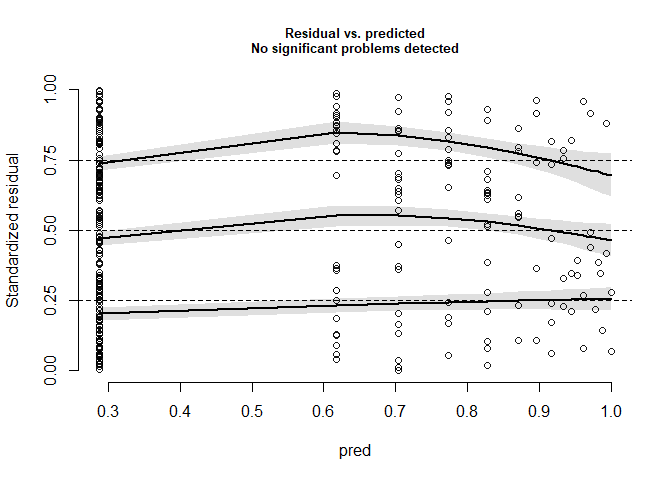 Residual vs. predicted
No significant problems detected
1.00
0.75
0.50
0.25
0.00
Standardized residual
0.3 0.4 0.5 0.6 0.7 0.8 0.9 1.0
pred